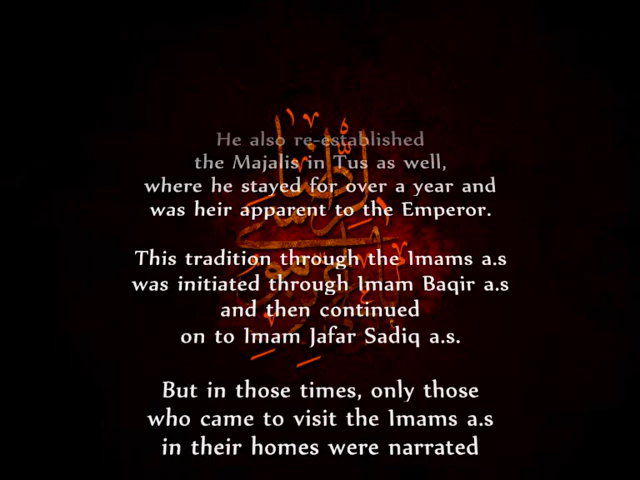 He also re-established
the Majalis in Tus as well,
where he stayed for over a year and
was heir apparent to the Emperor.
This tradition through the Imams a.s
was initiated through Imam Baqir a.s
and then continued
on to Imam Jafar Sadiq a.s.
But in those times, only those
who came to visit the Imams a.s
in their homes were narrated